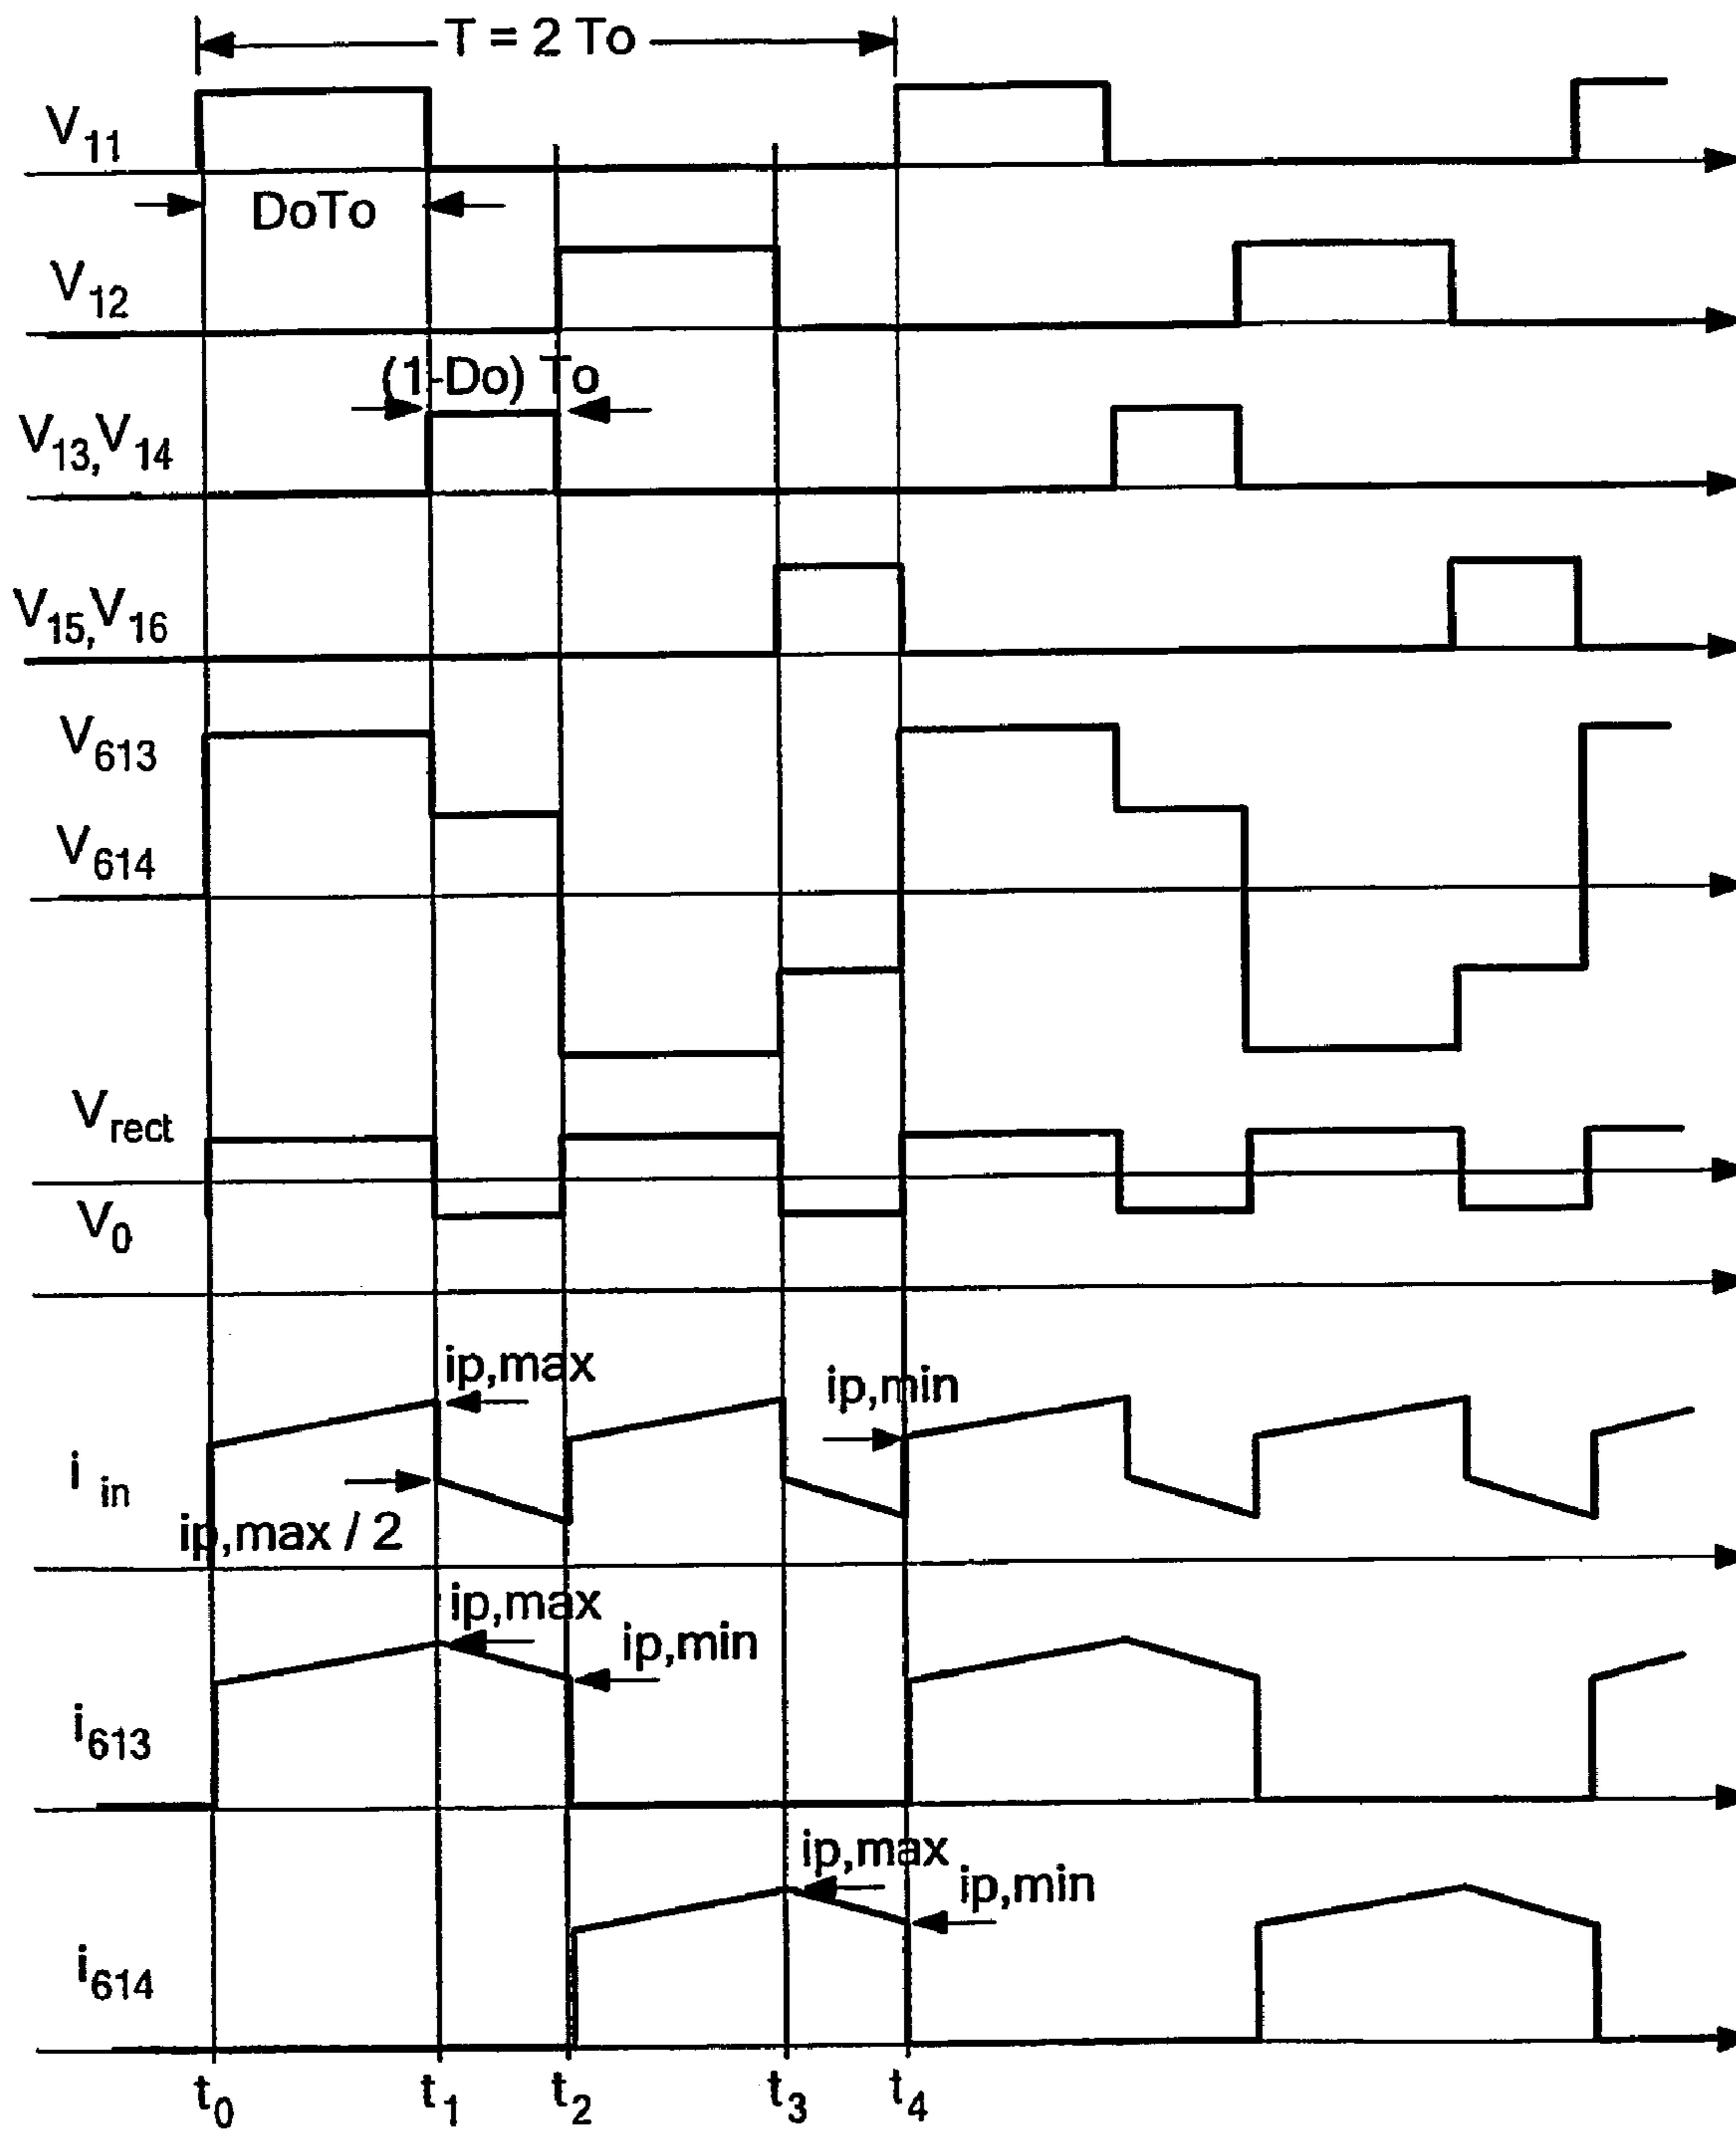 T = 2 To
V11
DoTo
V12
(1-Do) To
V13,V14
V15,V16
V613
V614
Vrect
V0
ip,max
ip,min
i in
ip,max / 2
ip,max
ip,min
i613
ip,max
ip,min
i614
t0 t1 t2 t3 t4